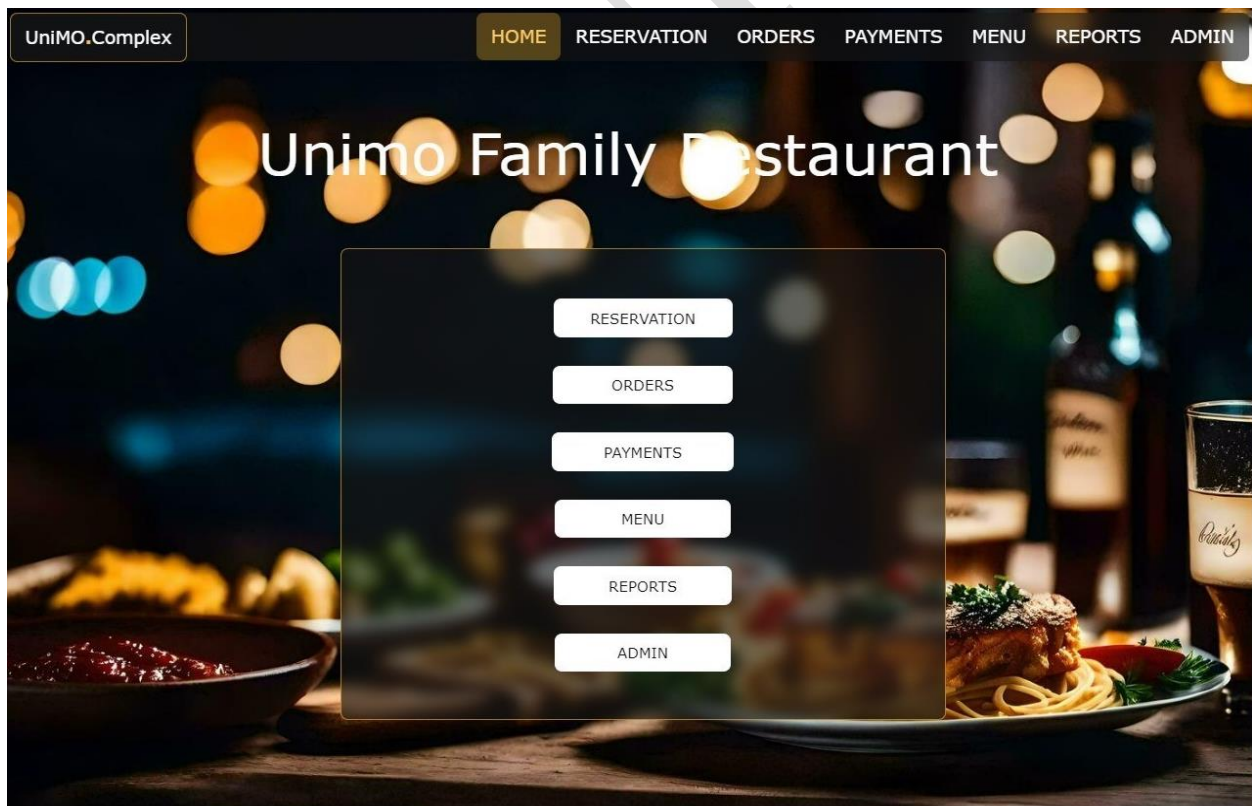 UniMO.Complex
HOME RESERVATION ORDERS PAYMENTS MENU REPORTS ADMIN
Unimo Family Restaurant
RESERVATION
ORDERS
PAYMENTS
MENU
REPORTS
ADMIN